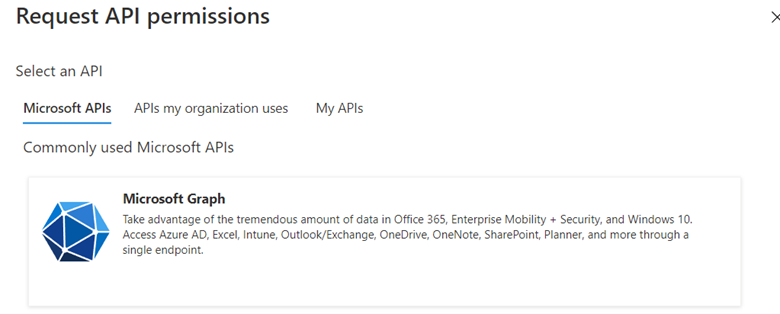 Request API permissions
Select an API
Microsoft APIs APIs my organization uses My APIs
Commonly used Microsoft APIs
Microsoft Graph
Take advantage of the tremendous amount of data in Office 365, Enterprise Mobility + Security, and Windows 10.
Access Azure AD, Excel, Intune, Outlook/Exchange, OneDrive, OneNote, SharePoint, Planner, and more through a
single endpoint.